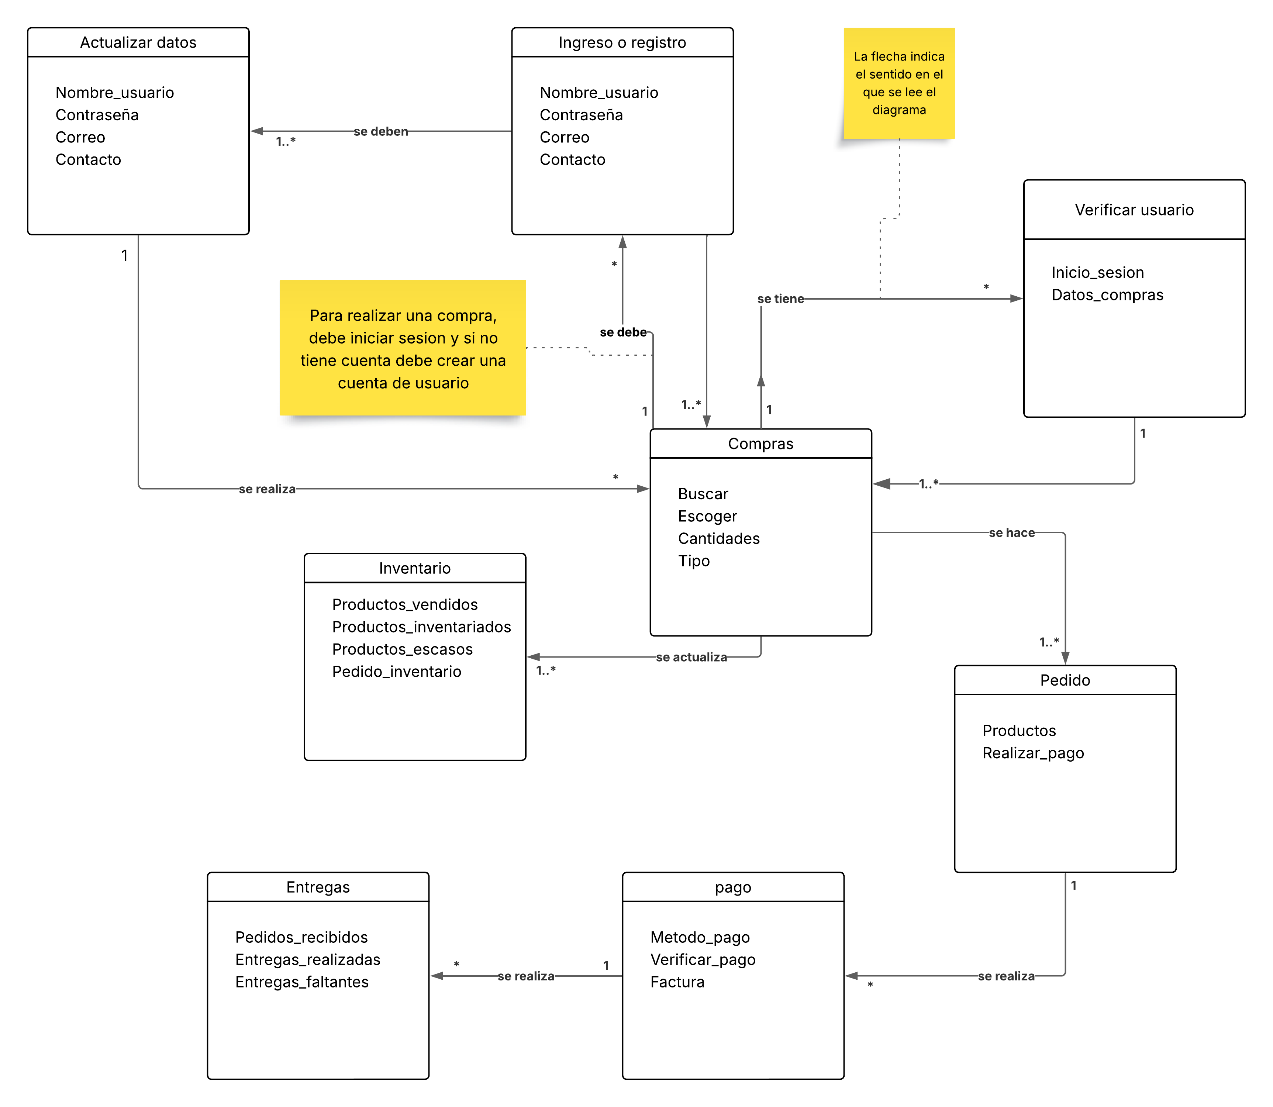 Actualizar datos
Nombre_usuario
Contraseña
Correo
Contacto
Ingreso o registro
Nombre_usuario
Contraseña
Correo
Contacto
La flecha indica
el sentido en el
que se lee el
diagrama
se deben
1..*
Verificar usuario
Inicio_sesion
Datos_compras
1
*
Para realizar una compra,
debe iniciar sesion y si no
tiene cuenta debe crear una
cuenta de usuario
se debe
1
1..*
se tiene
*
1
Compras
Buscar
Escoger
Cantidades
Tipo
1
1..*
se realiza
*
se hace
1..*
Inventario
Productos_vendidos
Productos_inventariados
Productos_escasos
Pedido_inventario
se actualiza
1..*
Pedido
Productos
Realizar_pago
Entregas
Pedidos_recibidos
Entregas_realizadas
Entregas_faltantes
*
se realiza
1
pago
Metodo_pago
Verificar_pago
Factura
1
se realiza
*